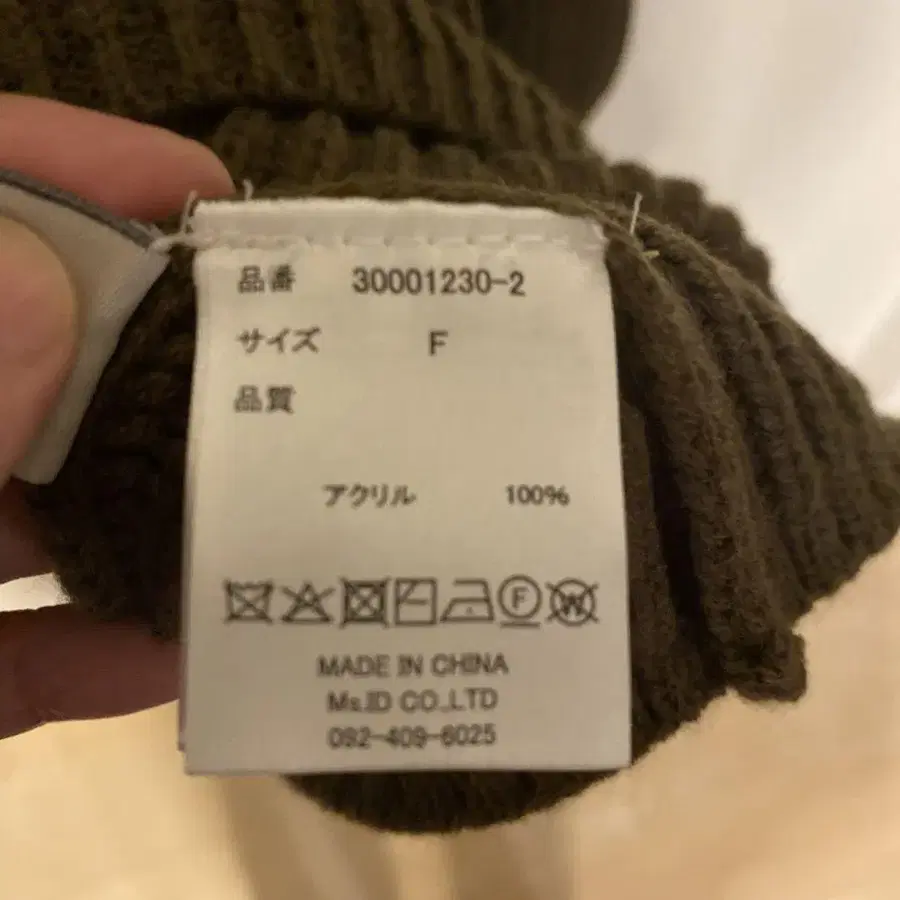 品番 30001230-2
サイズ F
品質
アクリル 100%
F W
MADE IN CHINA
Ms.ID CO.,LTD
092-409-6025